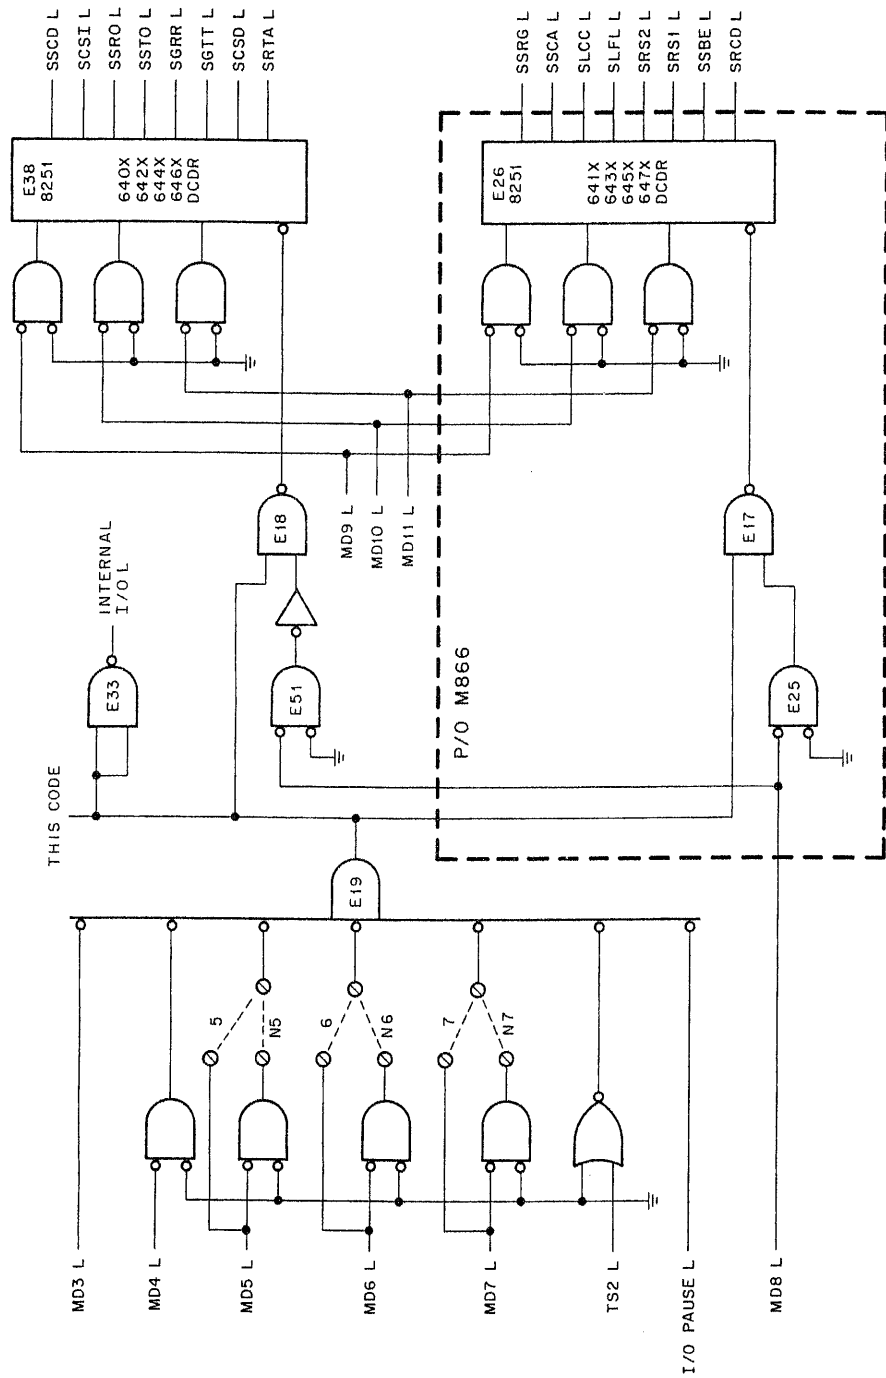 SSCD L
SCSI L
SSRO L
SSTO L
SGRR L
SGTT L
SCSD L
SRTA L
SSRG L
SSCA L
SLCC L
SLFL L
SRS2 L
SRS1 L
SSBE L
SRCD L
E38
8251
640X
642X
644X
646X
DCDR
E26
8251
641X
643X
645X
647X
DCDR
MD9 L
MD10 L
MD11 L
E18
E17
INTERNAL
I/O L
E33
E51
E25
P/O M866
THIS CODE
E19
5
N5
6
N6
7
N7
MD3 L
MD4 L
MD5 L
MD6 L
MD7 L
TS2 L
I/O PAUSE L
MD8 L